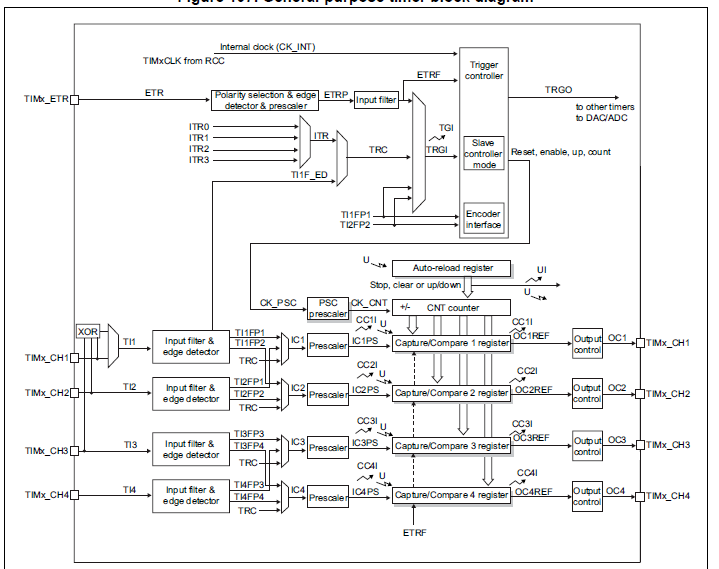 Internal clock (CK_INT)
TIMxCLK from RCC
Trigger
controller
ETRF
TRGO
to other timers
to DAC/ADC
TIMx_ETR
ETR
Polarity selection & edge
detector & prescaler
ETRP
Input filter
ITR0
ITR1
ITR2
ITR3
ITR
TRC
TI1F_ED
TGI
TRGI
Slave
controller
mode
Reset, enable, up, count
TI1FP1
TI2FP2
Encoder
interface
U
Auto-reload register
Stop, clear or up/down
UI
U
CK_PSC
PSC
prescaler
CK_CNT
+/-
CNT counter
XOR
TIMx_CH1
TI1
Input filter &
edge detector
TI1FP1
TI1FP2
TRC
IC1
Prescaler
IC1PS
CC1I
U
Capture/Compare 1 register
CC1I
OC1REF
Output
control
OC1
TIMx_CH1
TIMx_CH2
TI2
Input filter &
edge detector
TI2FP1
TI2FP2
TRC
IC2
Prescaler
IC2PS
CC2I
U
Capture/Compare 2 register
CC2I
OC2REF
Output
control
OC2
TIMx_CH2
TIMx_CH3
TI3
Input filter &
edge detector
TI3FP3
TI3FP4
TRC
IC3
Prescaler
IC3PS
CC3I
U
Capture/Compare 3 register
CC3I
OC3REF
Output
control
OC3
TIMx_CH3
TIMx_CH4
TI4
Input filter &
edge detector
TI4FP3
TI4FP4
TRC
IC4
Prescaler
IC4PS
CC4I
U
Capture/Compare 4 register
CC4I
OC4REF
Output
control
OC4
TIMx_CH4
ETRF